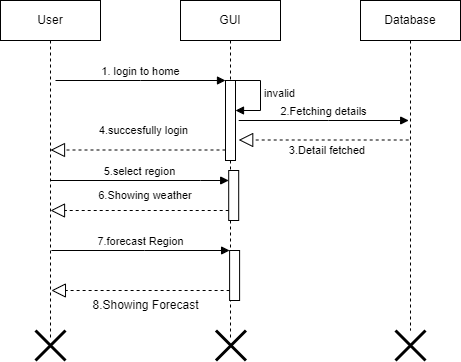 User
GUI
Database
1. login to home
invalid
2.Fetching details
4.succesfully login
3.Detail fetched
5.select region
6.Showing weather
7.forecast Region
8.Showing Forecast